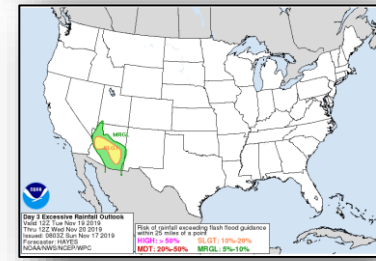 MRGL
SLGT
NOAA
Day 3 Excessive Rainfall Outlook
Valid 12Z Tue Nov 19 2019
Thru 12Z Wed Nov 20 2019
Issued: 0803Z Sun Nov 17 2019
Forecaster: HAYES
NOAA/NWS/NCEP/WPC
Risk of rainfall exceeding flash flood guidance
within 25 miles of a point
HIGH: > 50% SLGT: 10%-20%
MDT: 20%-50% MRGL: 5%-10%